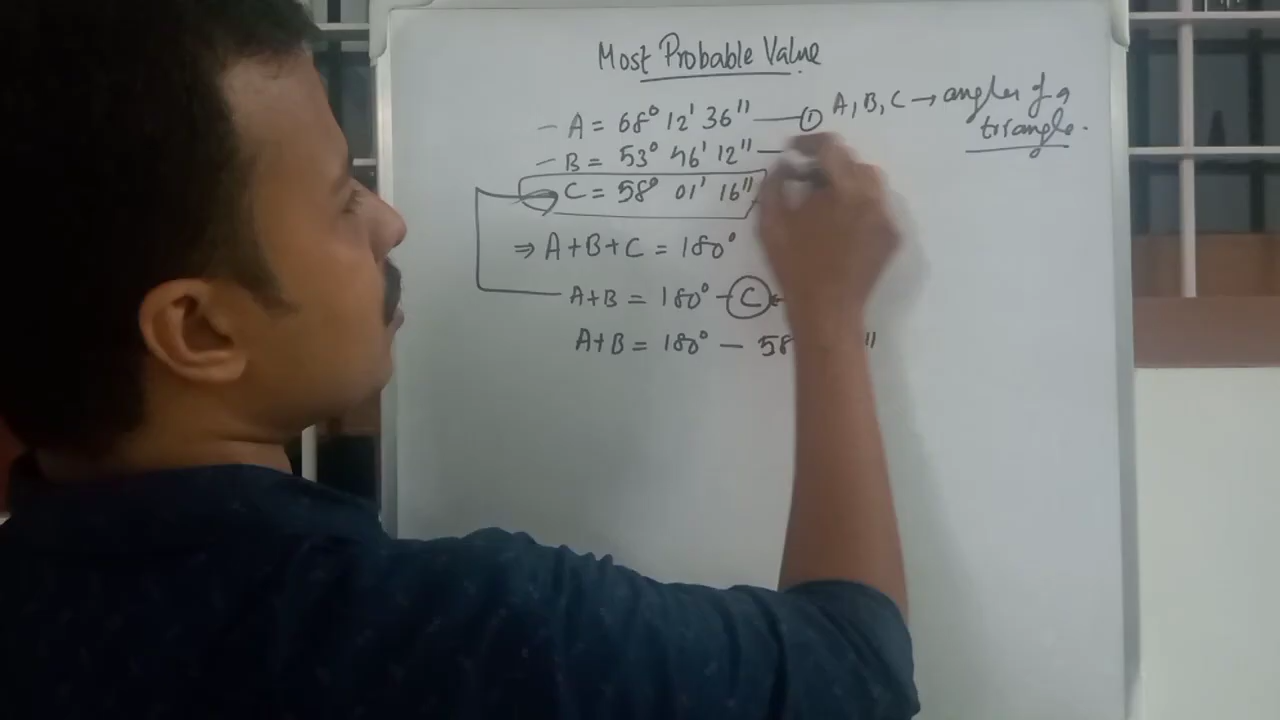 Most Probable Value
- A = 68° 12' 36" —— ① A, B, C → angles of a
triangle.
- B = 53° 46' 12" ——
C = 58° 01' 16"
⇒ A+B+C = 180°
A+B = 180° - C
A+B = 180° - 58 "